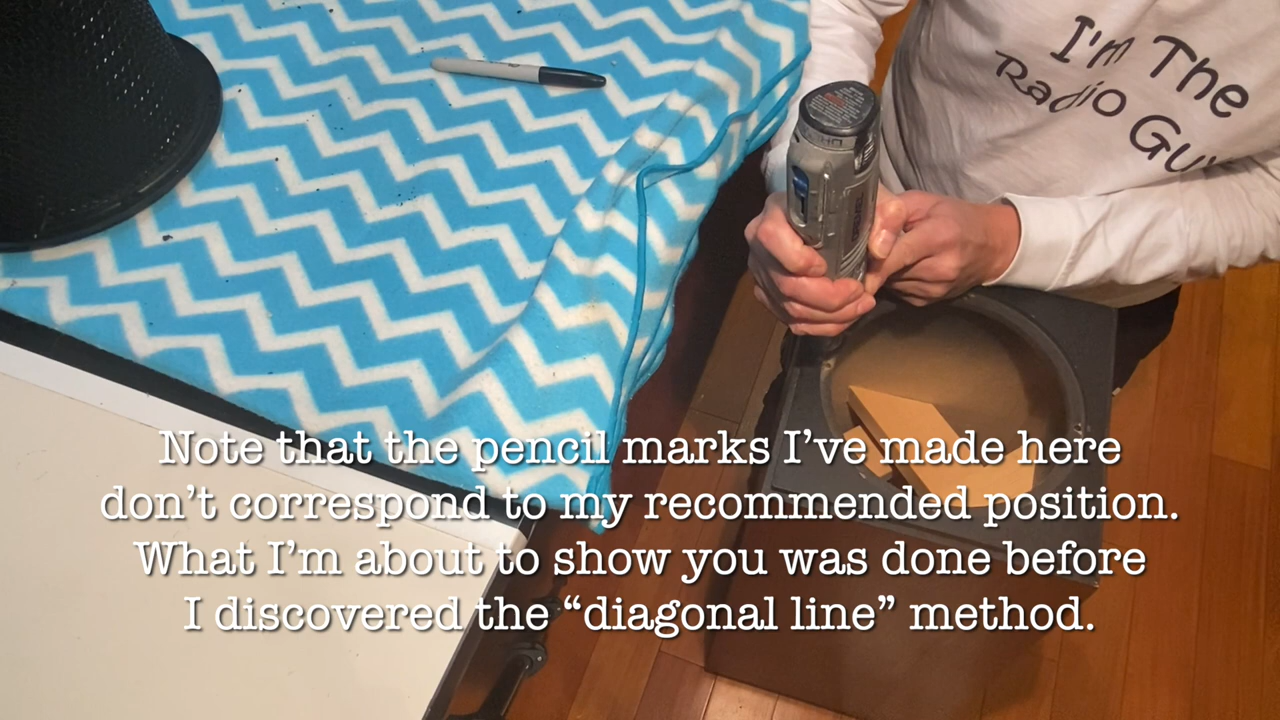 I'm The
Radio Guy
Note that the pencil marks I’ve made here
don’t correspond to my recommended position.
What I’m about to show you was done before
I discovered the “diagonal line” method.